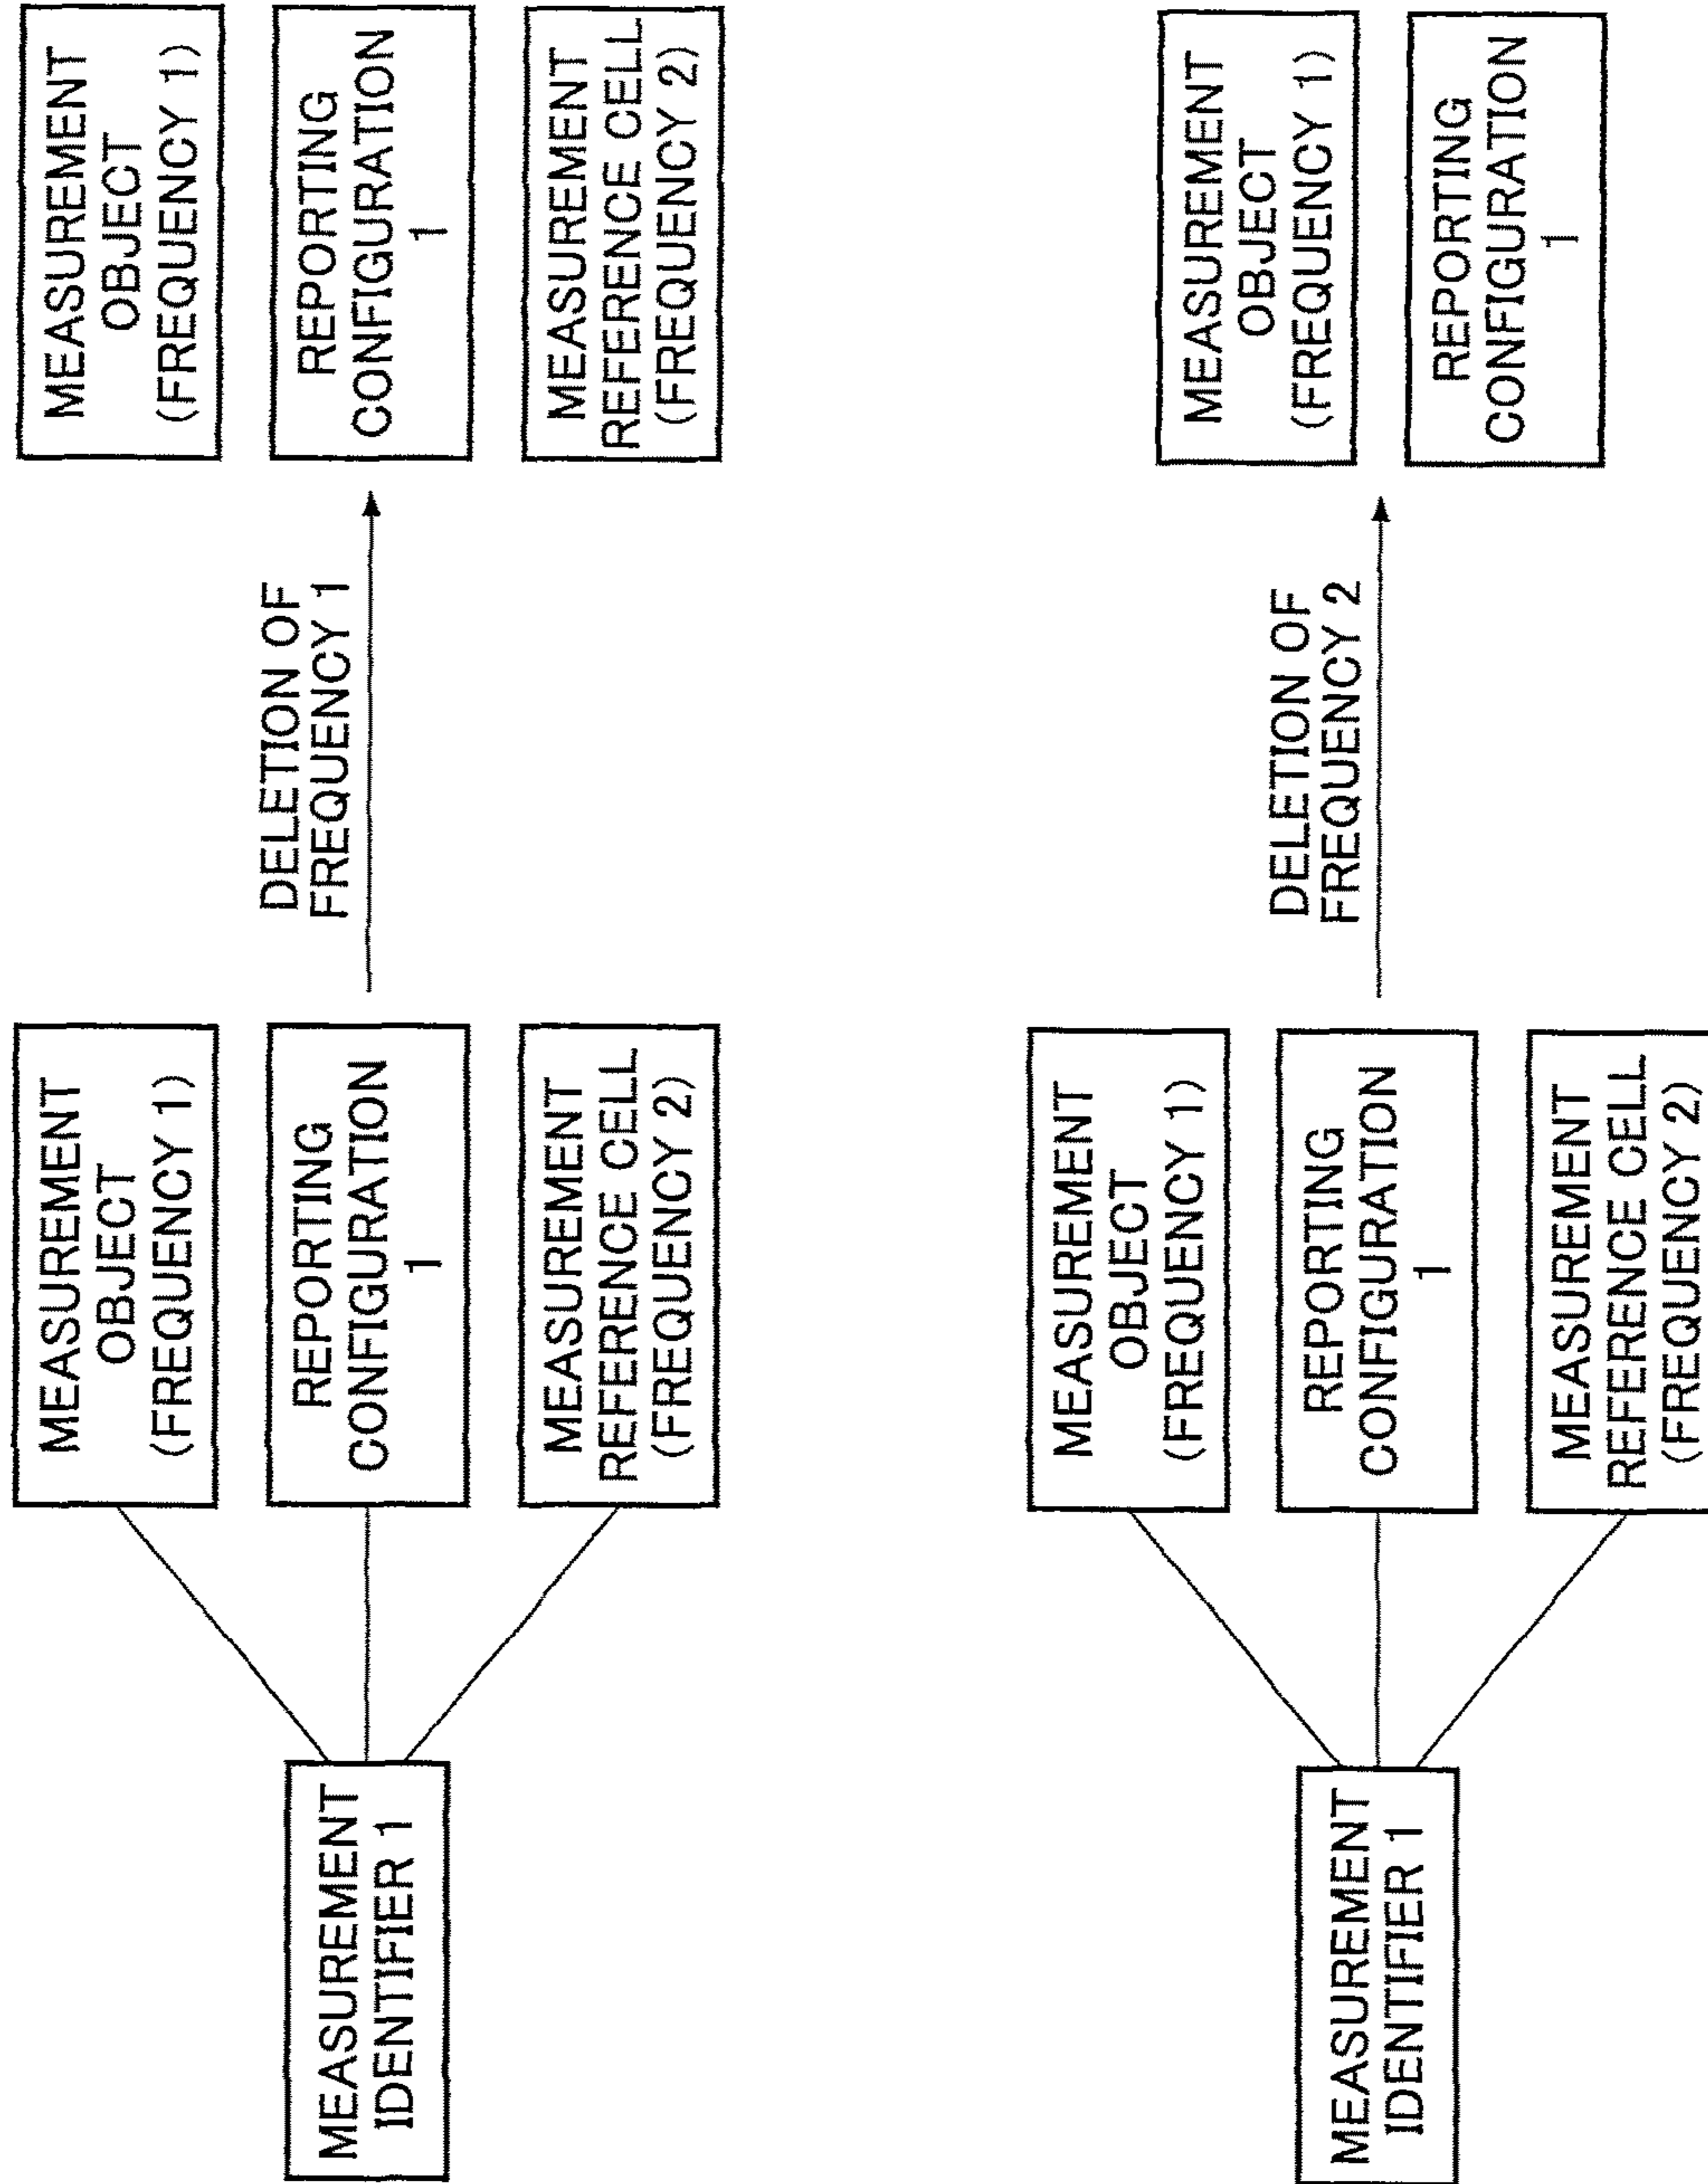 MEASUREMENT
IDENTIFIER 1
MEASUREMENT
OBJECT
(FREQUENCY 1)
REPORTING
CONFIGURATION
1
MEASUREMENT
REFERENCE CELL
(FREQUENCY 2)
DELETION OF
FREQUENCY 1
MEASUREMENT
OBJECT
(FREQUENCY 1)
REPORTING
CONFIGURATION
1
MEASUREMENT
REFERENCE CELL
(FREQUENCY 2)
MEASUREMENT
IDENTIFIER 1
MEASUREMENT
OBJECT
(FREQUENCY 1)
REPORTING
CONFIGURATION
1
MEASUREMENT
REFERENCE CELL
(FREQUENCY 2)
DELETION OF
FREQUENCY 2
MEASUREMENT
OBJECT
(FREQUENCY 1)
REPORTING
CONFIGURATION
1